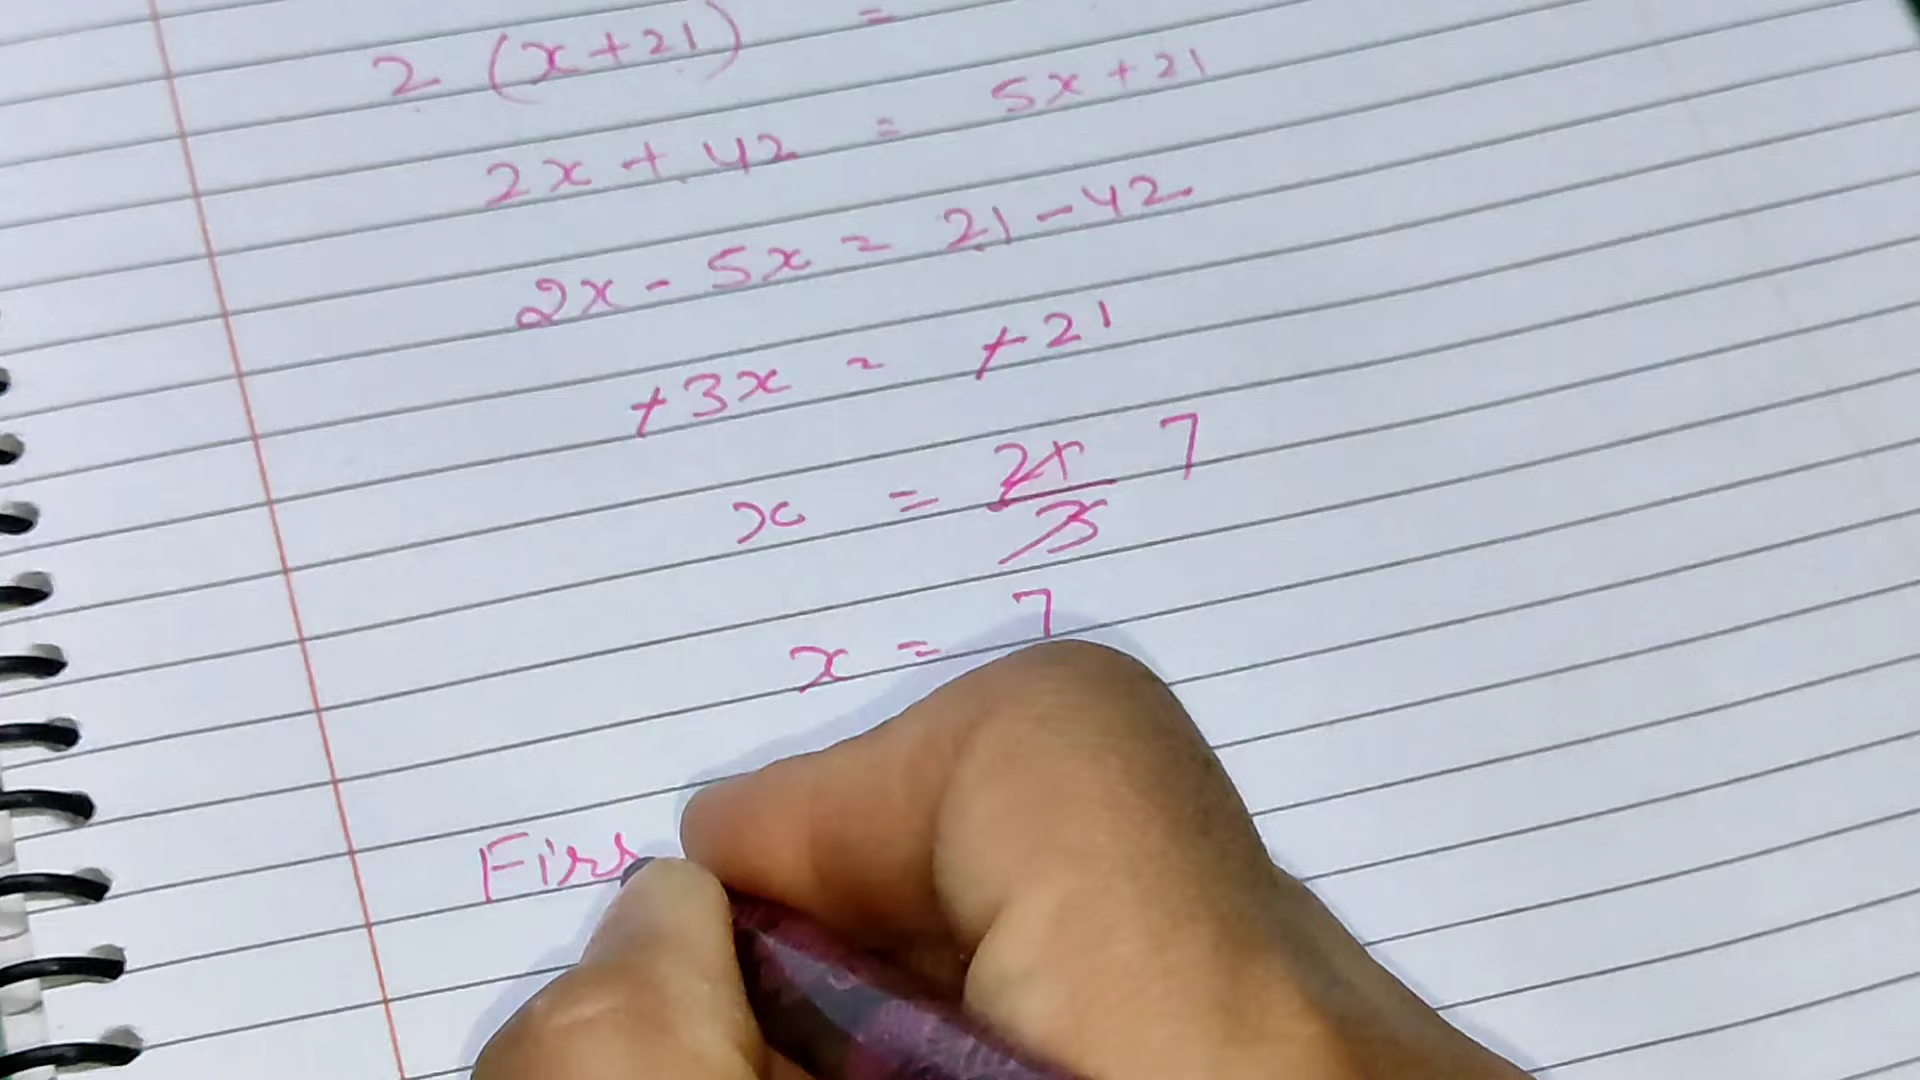 2 (x+21) =
2x + 42 = 5x + 21
2x - 5x = 21 - 42
+3x = +21
x = 21/3 7
x = 7
Firs